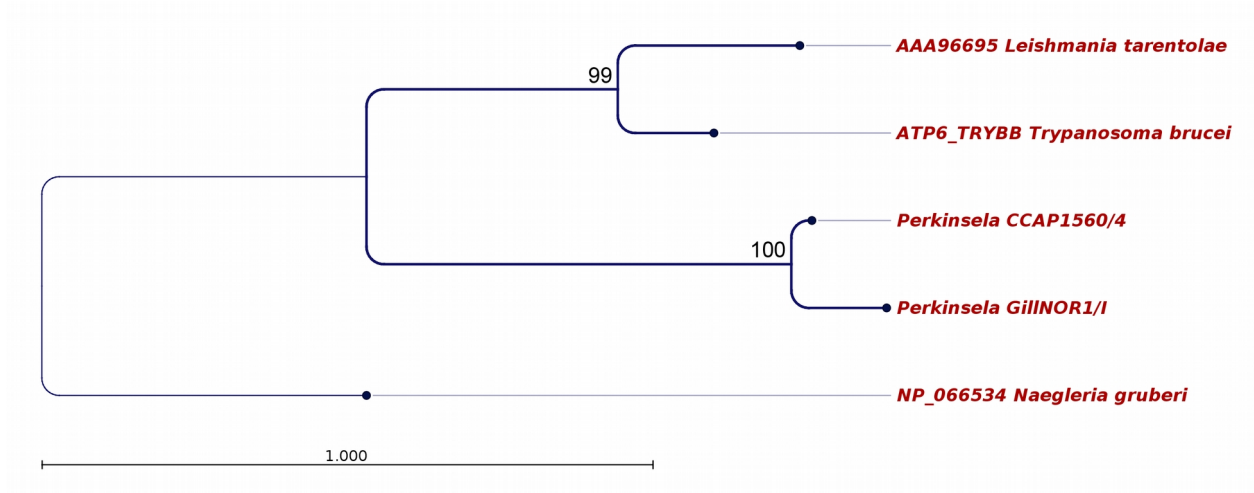 AAA96695 Leishmania tarentolae
99
ATP6_TRYBB Trypanosoma brucei
Perkinsela CCAP1560/4
100
Perkinsela GillNOR1/I
NP_066534 Naegleria gruberi
1.000